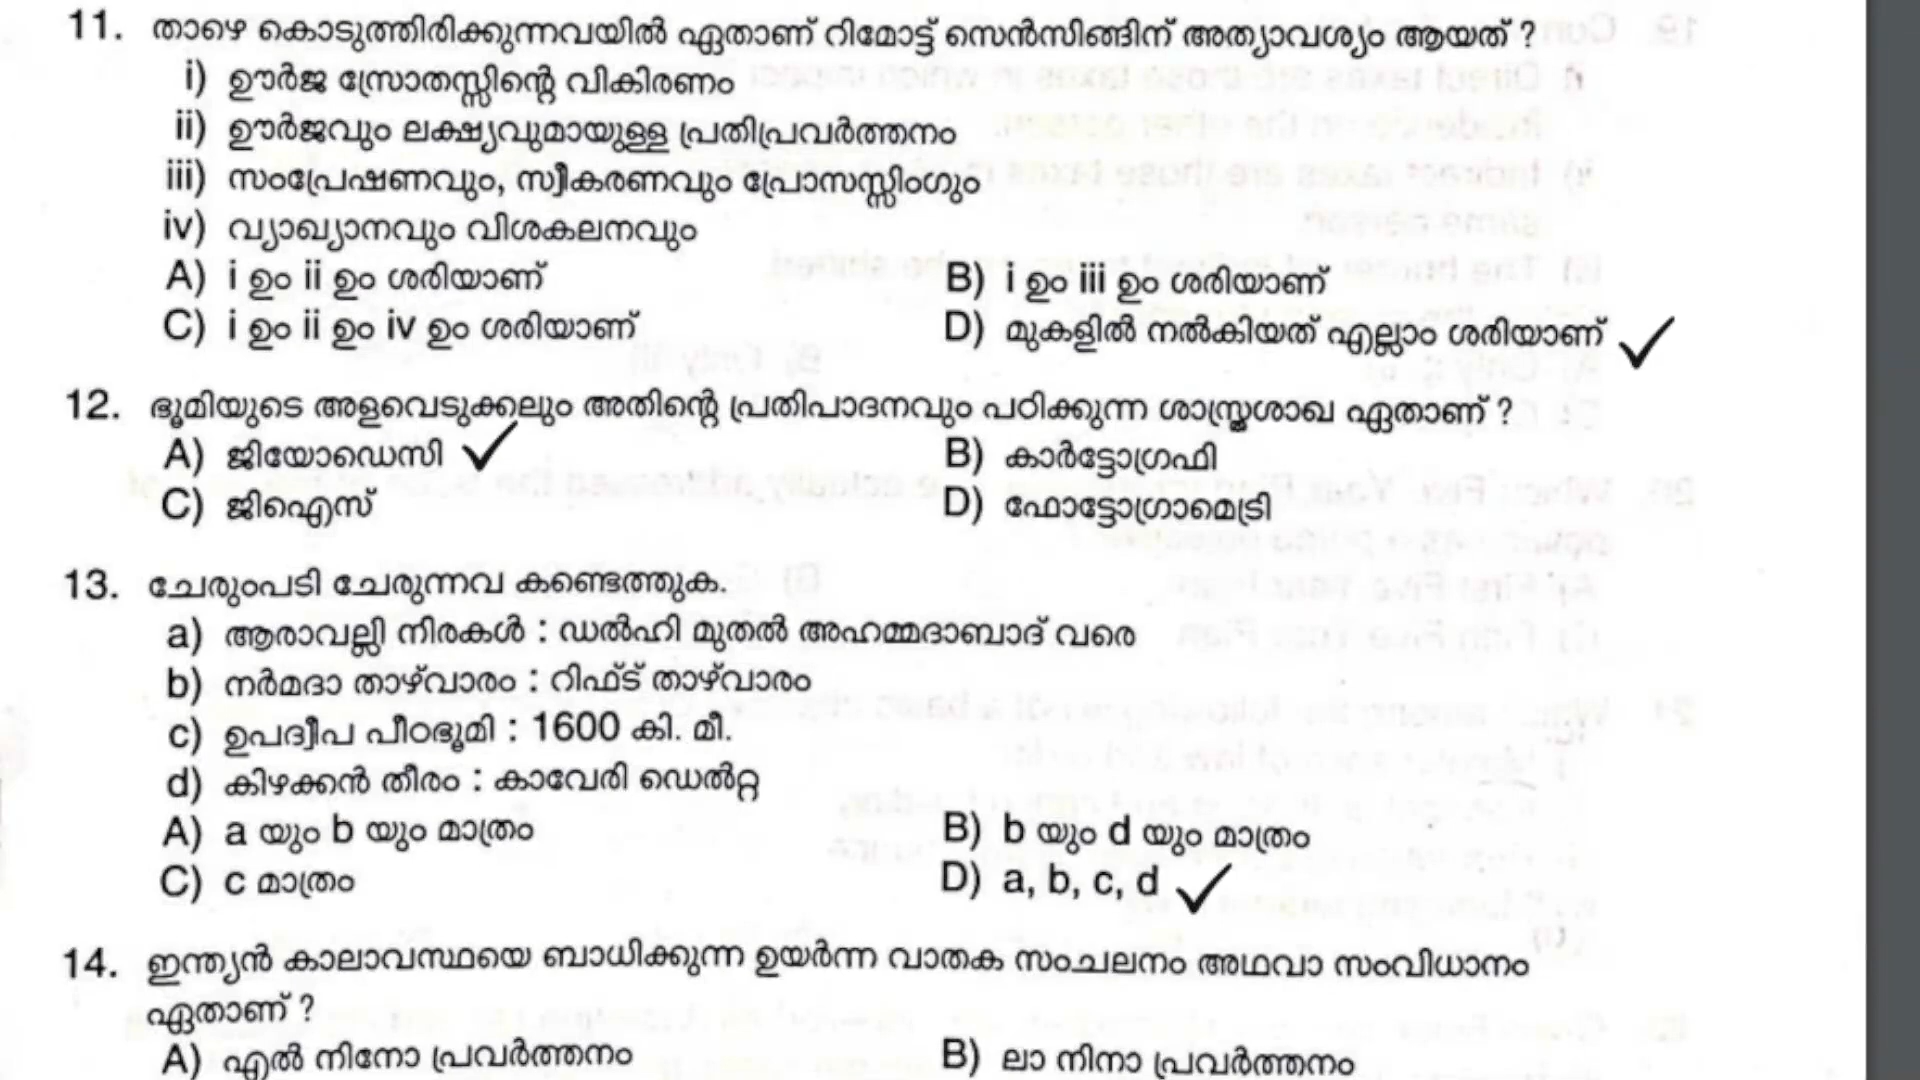 11. താഴെ കൊടുത്തിരിക്കുന്നവയിൽ ഏതാണ് റിമോട്ട് സെൻസിങ്ങിന് അത്യാവശ്യം ആയത് ?
i) ഊർജ സ്രോതസ്സിന്റെ വികിരണം
ii) ഊർജവും ലക്ഷ്യവുമായുള്ള പ്രതിപ്രവർത്തനം
iii) സംപ്രേഷണവും, സ്വീകരണവും പ്രോസസ്സിംഗും
iv) വ്യാഖ്യാനവും വിശകലനവും
A) i ഉം ii ഉം ശരിയാണ് B) i ഉം iii ഉം ശരിയാണ്
C) i ഉം ii ഉം iv ഉം ശരിയാണ് D) മുകളിൽ നൽകിയത് എല്ലാം ശരിയാണ് ✓
12. ഭൂമിയുടെ അളവെടുക്കലും അതിന്റെ പ്രതിപാദനവും പഠിക്കുന്ന ശാസ്ത്രശാഖ ഏതാണ് ?
A) ജിയോഡെസി ✓ B) കാർട്ടോഗ്രഫി
C) ജിഐസ് D) ഫോട്ടോഗ്രാമെട്രി
13. ചേരുംപടി ചേരുന്നവ കണ്ടെത്തുക.
a) ആരാവല്ലി നിരകൾ : ഡൽഹി മുതൽ അഹമ്മദാബാദ് വരെ
b) നർമദാ താഴ്‌വാരം : റിഫ്ട് താഴ്‌വാരം
c) ഉപദ്വീപ പീഠഭൂമി : 1600 കി. മീ.
d) കിഴക്കൻ തീരം : കാവേരി ഡെൽറ്റ
A) a യും b യും മാത്രം B) b യും d യും മാത്രം
C) c മാത്രം D) a, b, c, d ✓
14. ഇന്ത്യൻ കാലാവസ്ഥയെ ബാധിക്കുന്ന ഉയർന്ന വാതക സംചലനം അഥവാ സംവിധാനം
ഏതാണ് ?
A) എൽ നിനോ പ്രവർത്തനം B) ലാ നിനാ പ്രവർത്തനം